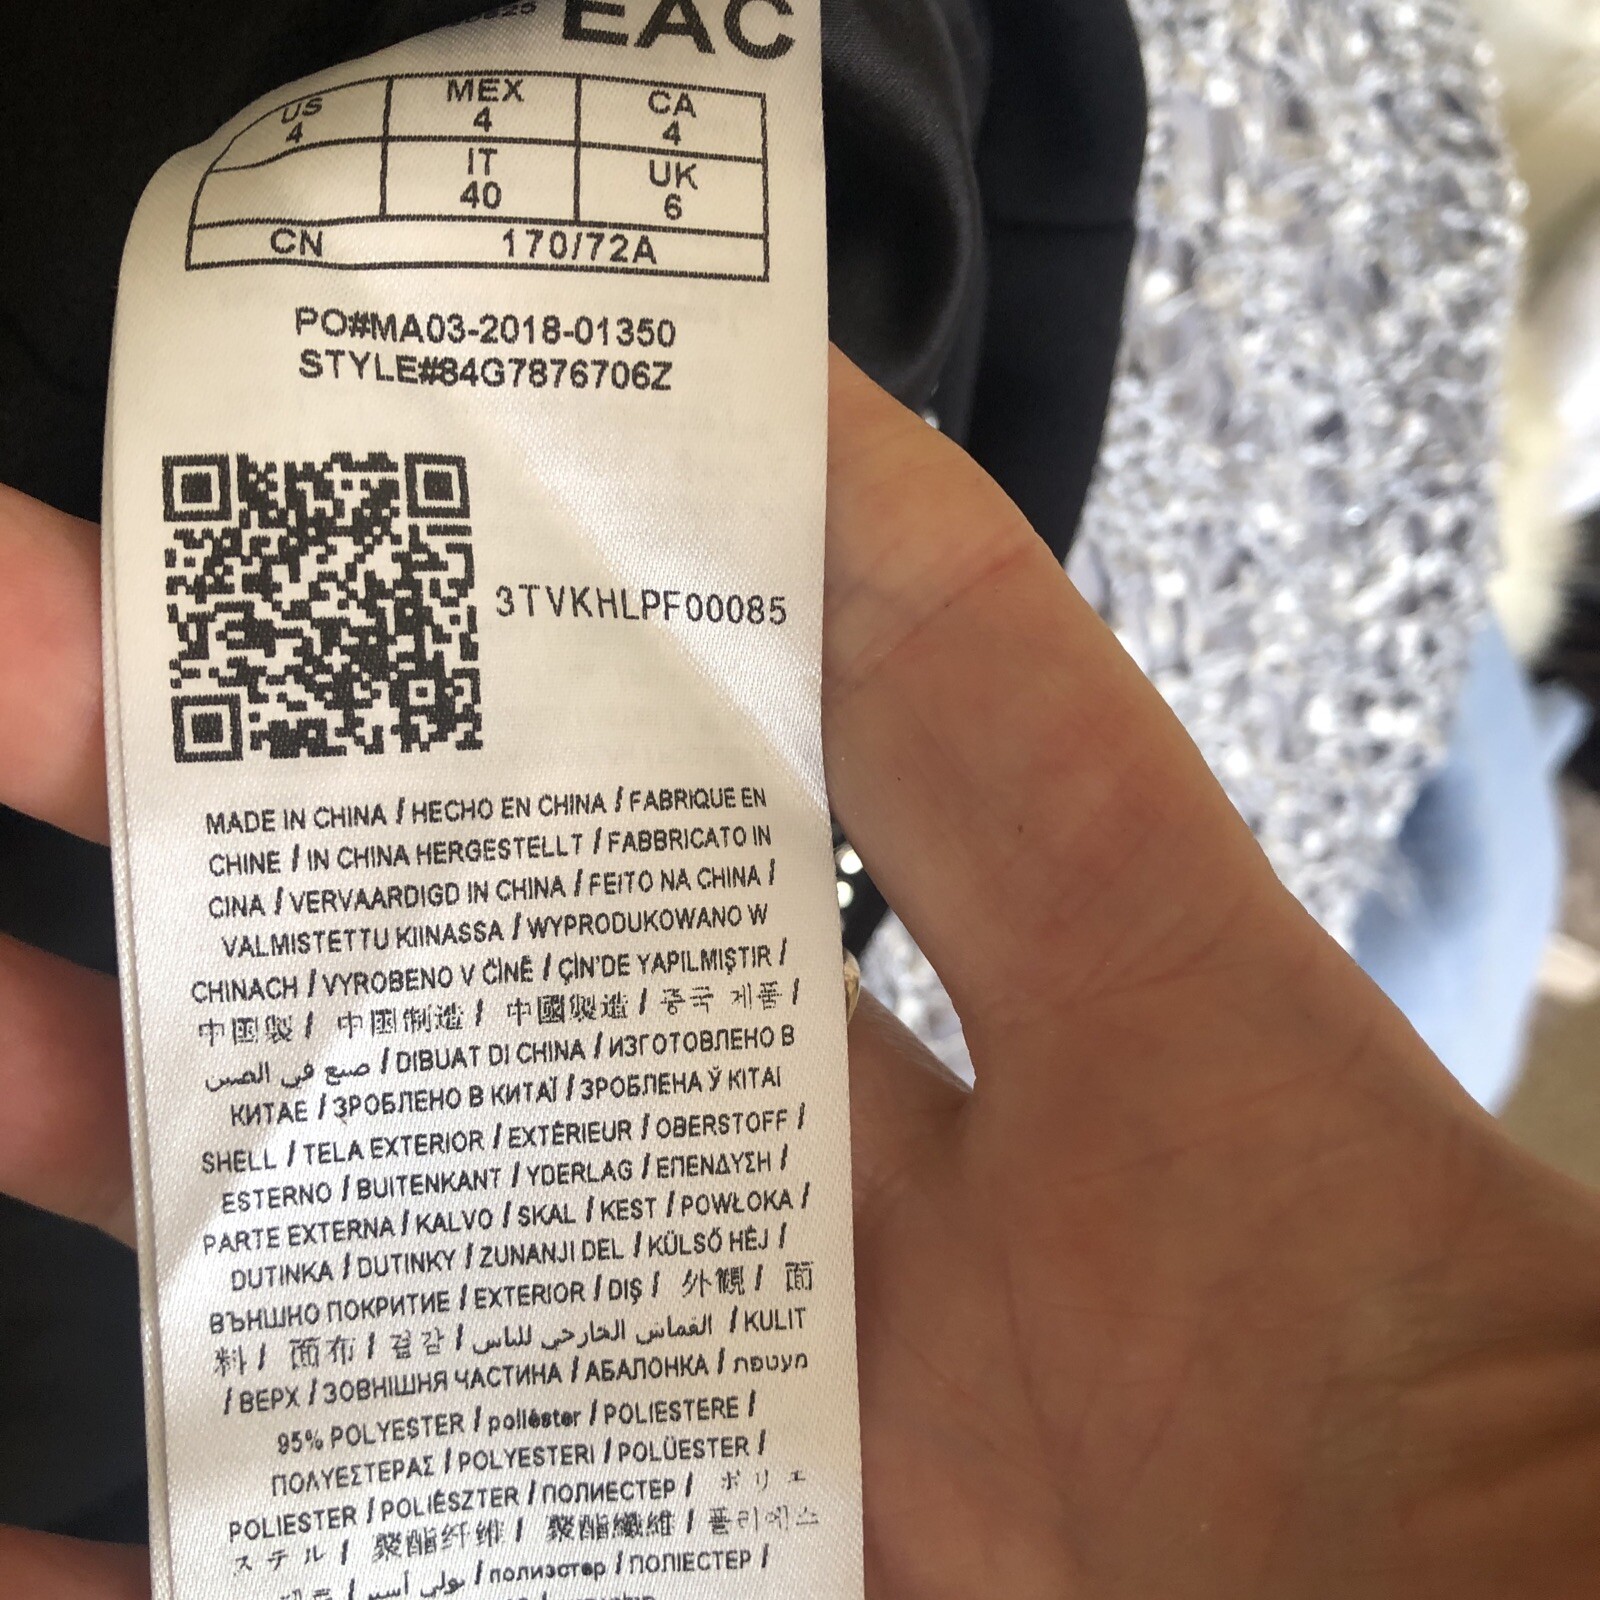 EAC
US MEX CA
4 4 4
IT UK
40 6
CN 170/72A
PO#MA03-2018-01350
STYLE#84G7876706Z
3TVKHLPF00085
MADE IN CHINA / HECHO EN CHINA / FABRIQUE EN
CHINE / IN CHINA HERGESTELLT / FABBRICATO IN
CINA / VERVAARDIGD IN CHINA / FEITO NA CHINA /
VALMISTETTU KIINASSA / WYPRODUKOWANO W
CHINACH / VYROBENO V ČÍNĚ / ÇİN'DE YAPILMIŞTIR /
中国製 / 中国制造 / 中國製造 / 중국 제품 /
صنع في الصين / DIBUAT DI CHINA / ИЗГОТОВЛЕНО В
КИТАЕ / ЗРОБЛЕНО В КИТАЇ / ЗРОБЛЕНА Ў КІТАІ
SHELL / TELA EXTERIOR / EXTÉRIEUR / OBERSTOFF /
ESTERNO / BUITENKANT / YDERLAG / ΕΠΕΝΔΥΣΗ /
PARTE EXTERNA / KALVO / SKAL / KEST / POWŁOKA /
DUTINKA / DUTINKY / ZUNANJI DEL / KÜLSŐ HÉJ /
ВЪНШНО ПОКРИТИЕ / EXTERIOR / DIŞ / 外観 / 面
料 / 面布 / 겉감 / القماش الخارجي للباس / KULIT
/ ВЕРХ / ЗОВНІШНЯ ЧАСТИНА / АБАЛОНКА / מעטפת
95% POLYESTER / poliéster / POLIESTERE /
ΠΟΛΥΕΣΤΕΡΑΣ / POLYESTERI / POLÜESTER /
POLIESTER / POLIÉSZTER / ПОЛИЕСТЕР / ポリエ
ステル / 聚酯纤维 / 聚酯纖維 / 폴리에스
/ полиэстер / ПОЛІЕСТЕР /